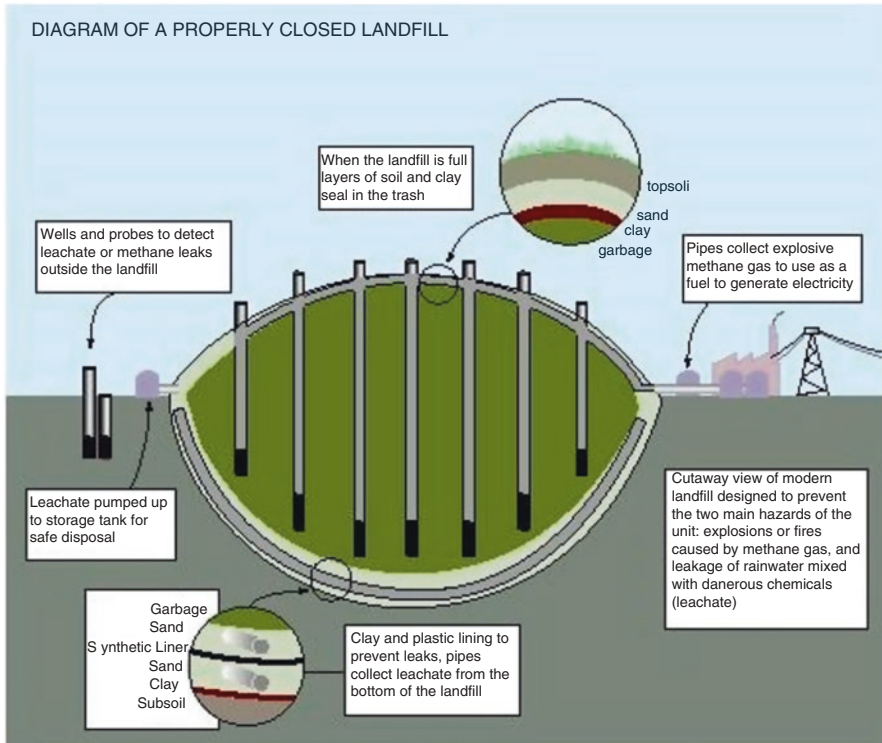 DIAGRAM OF A PROPERLY CLOSED LANDFILL
When the landfill is full
layers of soil and clay
seal in the trash
topsoli
sand
clay
garbage
Wells and probes to detect
leachate or methane leaks
outside the landfill
Pipes collect explosive
methane gas to use as a
fuel to generate electricity
Leachate pumped up
to storage tank for
safe disposal
Cutaway view of modern
landfill designed to prevent
the two main hazards of the
unit: explosions or fires
caused by methane gas, and
leakage of rainwater mixed
with danerous chemicals
(leachate)
Garbage
Sand
S ynthetic Liner
Sand
Clay
Subsoil
Clay and plastic lining to
prevent leaks, pipes
collect leachate from the
bottom of the landfill